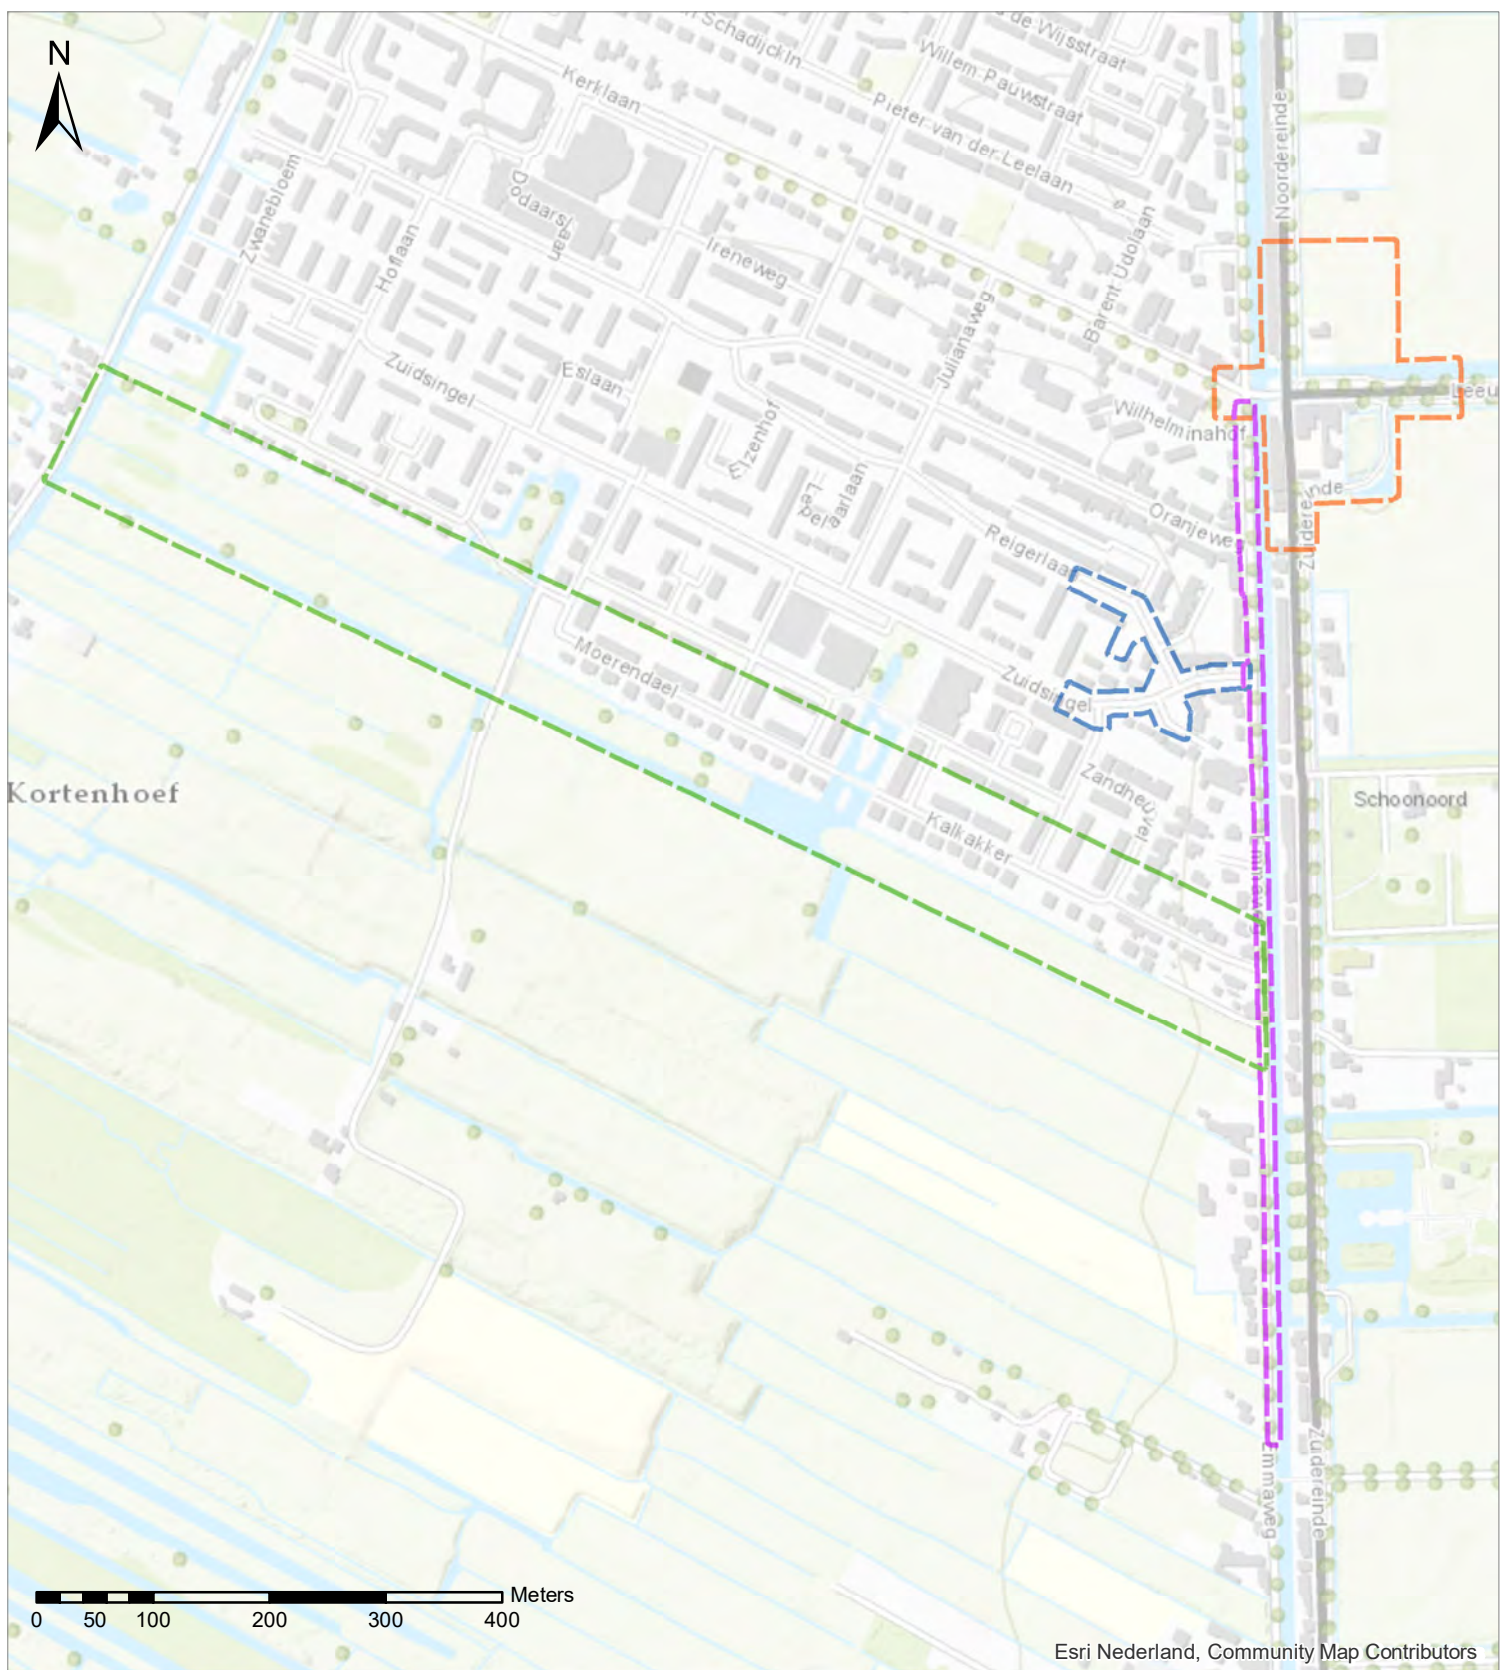 N
n Schadijckln
de Wijsstraat
Willem Pauwstraat
Kerklaan
Pieter van der Leelaan
Noordereinde
Zwanebloem
Dodaarslaan
Hoflaan
Ireneweg
Barent Udolaan
Julianaweg
Zuidsingel
Eslaan
Leeu
Wilhelminahof
Elzenhof
Lepelaarlaan
Oranjewe
Zuidereinde
Reigerlaan
Moerendael
Zuidsingel
Zandheuvel
Kortenhoef
Schoonoord
Kalkakker
Emmaweg
Emmaweg
Zuidereinde
Meters
0 50 100 200 300 400
Esri Nederland, Community Map Contributors